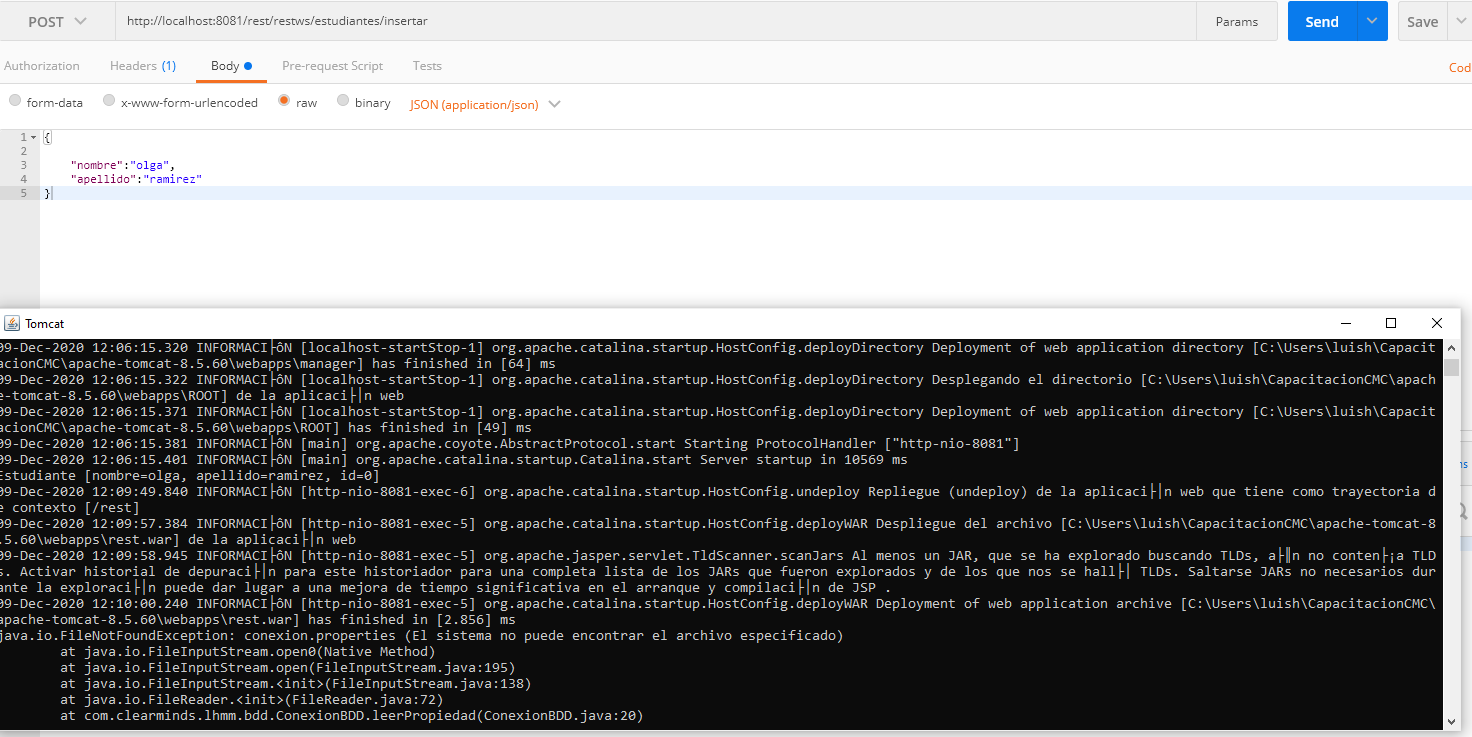 POST
http://localhost:8081/rest/restws/estudiantes/insertar
Params
Send
Save
Authorization
Headers (1)
Body
Pre-request Script
Tests
Cod
form-data
x-www-form-urlencoded
raw
binary
JSON (application/json)
1 {
2
3 "nombre":"olga",
4 "apellido":"ramirez"
5 }
Tomcat
09-Dec-2020 12:06:15.320 INFORMACI├ôN [localhost-startStop-1] org.apache.catalina.startup.HostConfig.deployDirectory Deployment of web application directory [C:\Users\luish\Capacit
acionCMC\apache-tomcat-8.5.60\webapps\manager] has finished in [64] ms
09-Dec-2020 12:06:15.322 INFORMACI├ôN [localhost-startStop-1] org.apache.catalina.startup.HostConfig.deployDirectory Desplegando el directorio [C:\Users\luish\CapacitacionCMC\apach
e-tomcat-8.5.60\webapps\ROOT] de la aplicaci├│n web
09-Dec-2020 12:06:15.371 INFORMACI├ôN [localhost-startStop-1] org.apache.catalina.startup.HostConfig.deployDirectory Deployment of web application directory [C:\Users\luish\Capacit
acionCMC\apache-tomcat-8.5.60\webapps\ROOT] has finished in [49] ms
09-Dec-2020 12:06:15.381 INFORMACI├ôN [main] org.apache.coyote.AbstractProtocol.start Starting ProtocolHandler ["http-nio-8081"]
09-Dec-2020 12:06:15.401 INFORMACI├ôN [main] org.apache.catalina.startup.Catalina.start Server startup in 10569 ms
Estudiante [nombre=olga, apellido=ramirez, id=0]
09-Dec-2020 12:09:49.840 INFORMACI├ôN [http-nio-8081-exec-6] org.apache.catalina.startup.HostConfig.undeploy Repliegue (undeploy) de la aplicaci├│n web que tiene como trayectoria d
e contexto [/rest]
09-Dec-2020 12:09:57.384 INFORMACI├ôN [http-nio-8081-exec-5] org.apache.catalina.startup.HostConfig.deployWAR Despliegue del archivo [C:\Users\luish\CapacitacionCMC\apache-tomcat-8
.5.60\webapps\rest.war] de la aplicaci├│n web
09-Dec-2020 12:09:58.945 INFORMACI├ôN [http-nio-8081-exec-5] org.apache.jasper.servlet.TldScanner.scanJars Al menos un JAR, que se ha explorado buscando TLDs, a├║n no conten├¡a TLD
s. Activar historial de depuraci├│n para este historiador para una completa lista de los JARs que fueron explorados y de los que nos se hall├│ TLDs. Saltarse JARs no necesarios dur
ante la exploraci├│n puede dar lugar a una mejora de tiempo significativa en el arranque y compilaci├│n de JSP .
09-Dec-2020 12:10:00.240 INFORMACI├ôN [http-nio-8081-exec-5] org.apache.catalina.startup.HostConfig.deployWAR Deployment of web application archive [C:\Users\luish\CapacitacionCMC\
apache-tomcat-8.5.60\webapps\rest.war] has finished in [2.856] ms
java.io.FileNotFoundException: conexion.properties (El sistema no puede encontrar el archivo especificado)
at java.io.FileInputStream.open0(Native Method)
at java.io.FileInputStream.open(FileInputStream.java:195)
at java.io.FileInputStream.<init>(FileInputStream.java:138)
at java.io.FileReader.<init>(FileReader.java:72)
at com.clearminds.lhmm.bdd.ConexionBDD.leerPropiedad(ConexionBDD.java:20)